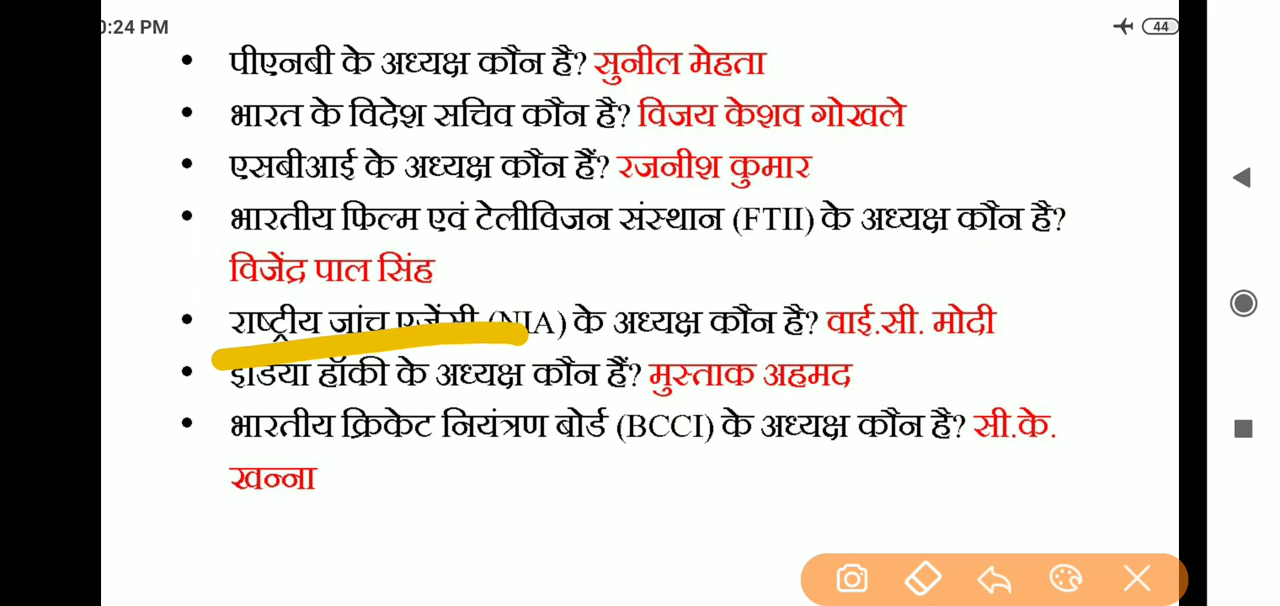 0:24 PM
44
• पीएनबी के अध्यक्ष कौन है? सुनील मेहता
• भारत के विदेश सचिव कौन है? विजय केशव गोखले
• एसबीआई के अध्यक्ष कौन हैं? रजनीश कुमार
• भारतीय फिल्म एवं टेलीविजन संस्थान (FTII) के अध्यक्ष कौन है?
विजेंद्र पाल सिंह
• राष्ट्रीय जांच एजेंसी (NIA) के अध्यक्ष कौन है? वाई.सी. मोदी
• इंडिया हॉकी के अध्यक्ष कौन हैं? मुस्ताक अहमद
• भारतीय क्रिकेट नियंत्रण बोर्ड (BCCI) के अध्यक्ष कौन है? सी.के.
खन्ना